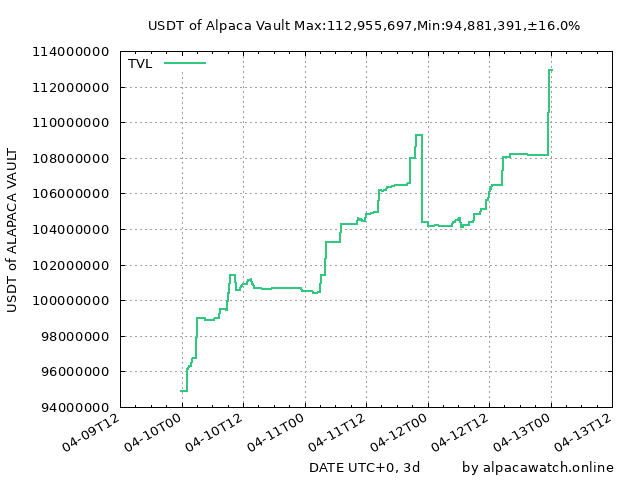 USDT of Alpaca Vault Max:112,955,697,Min:94,881,391,±16.0%
TVL
USDT of ALAPACA VAULT
114000000
112000000
110000000
108000000
106000000
104000000
102000000
100000000
98000000
96000000
94000000
04-09T12
04-10T00
04-10T12
04-11T00
04-11T12
04-12T00
04-12T12
04-13T00
04-13T12
DATE UTC+0, 3d
by alpacawatch.online